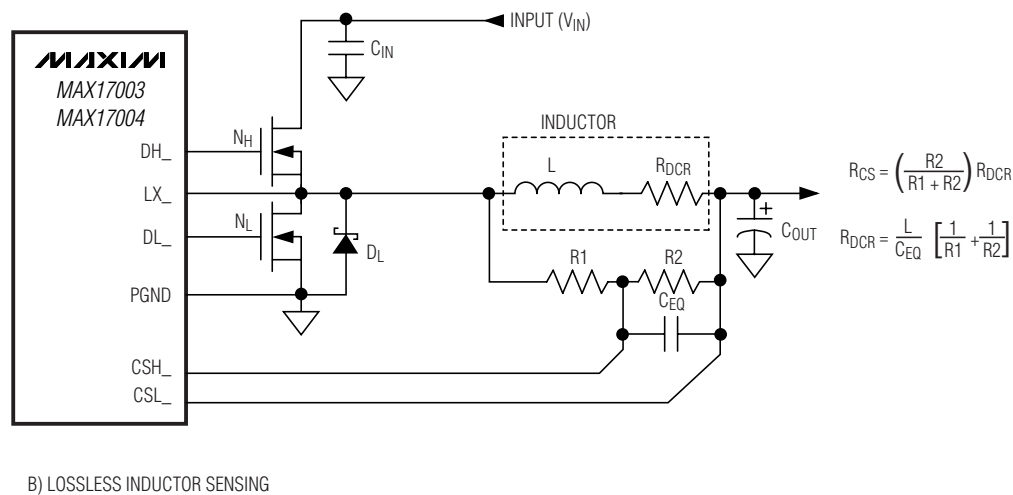 INPUT (VIN)
CIN
MAXIM
MAX17003
MAX17004
NH
DH_
INDUCTOR
L
RDCR
RCS = (R2 / R1 + R2) RDCR
LX_
NL
DL_
DL
+
COUT
RDCR = L / CEQ [1 / R1 + 1 / R2]
R1
R2
PGND
CEQ
CSH_
CSL_
B) LOSSLESS INDUCTOR SENSING